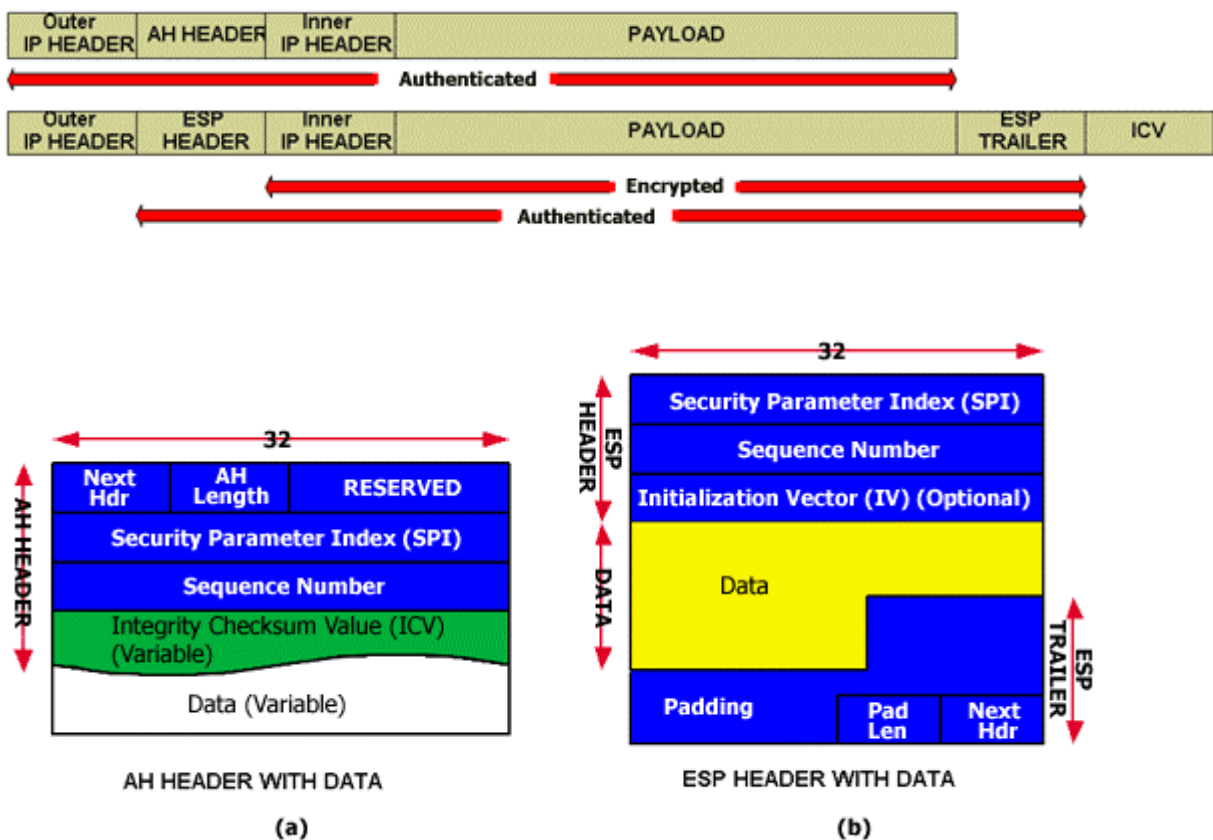 Outer
IP HEADER
AH HEADER
Inner
IP HEADER
PAYLOAD
Authenticated
Outer
IP HEADER
ESP
HEADER
Inner
IP HEADER
PAYLOAD
ESP
TRAILER
ICV
Encrypted
Authenticated
32
AH HEADER
Next
Hdr
AH
Length
RESERVED
Security Parameter Index (SPI)
Sequence Number
Integrity Checksum Value (ICV)
(Variable)
Data (Variable)
AH HEADER WITH DATA
(a)
32
ESP
HEADER
Security Parameter Index (SPI)
Sequence Number
Initialization Vector (IV) (Optional)
DATA
Data
ESP
TRAILER
Padding
Pad
Len
Next
Hdr
ESP HEADER WITH DATA
(b)